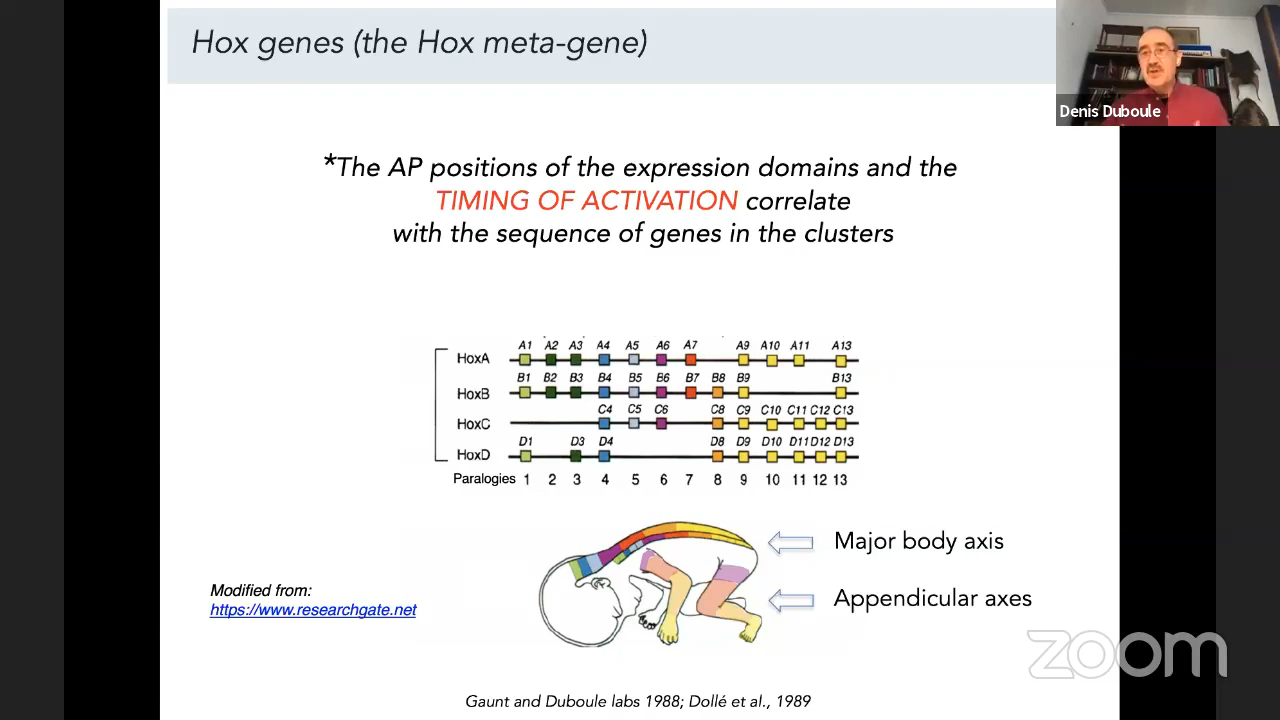 Hox genes (the Hox meta-gene)
Denis Duboule
*The AP positions of the expression domains and the
TIMING OF ACTIVATION correlate
with the sequence of genes in the clusters
A1 A2 A3 A4 A5 A6 A7 A9 A10 A11 A13
HoxA
B1 B2 B3 B4 B5 B6 B7 B8 B9 B13
HoxB
C4 C5 C6 C8 C9 C10 C11 C12 C13
HoxC
D1 D3 D4 D8 D9 D10 D11 D12 D13
HoxD
Paralogies 1 2 3 4 5 6 7 8 9 10 11 12 13
Major body axis
Appendicular axes
Modified from:
https://www.researchgate.net
zoom
Gaunt and Duboule labs 1988; Dollé et al., 1989